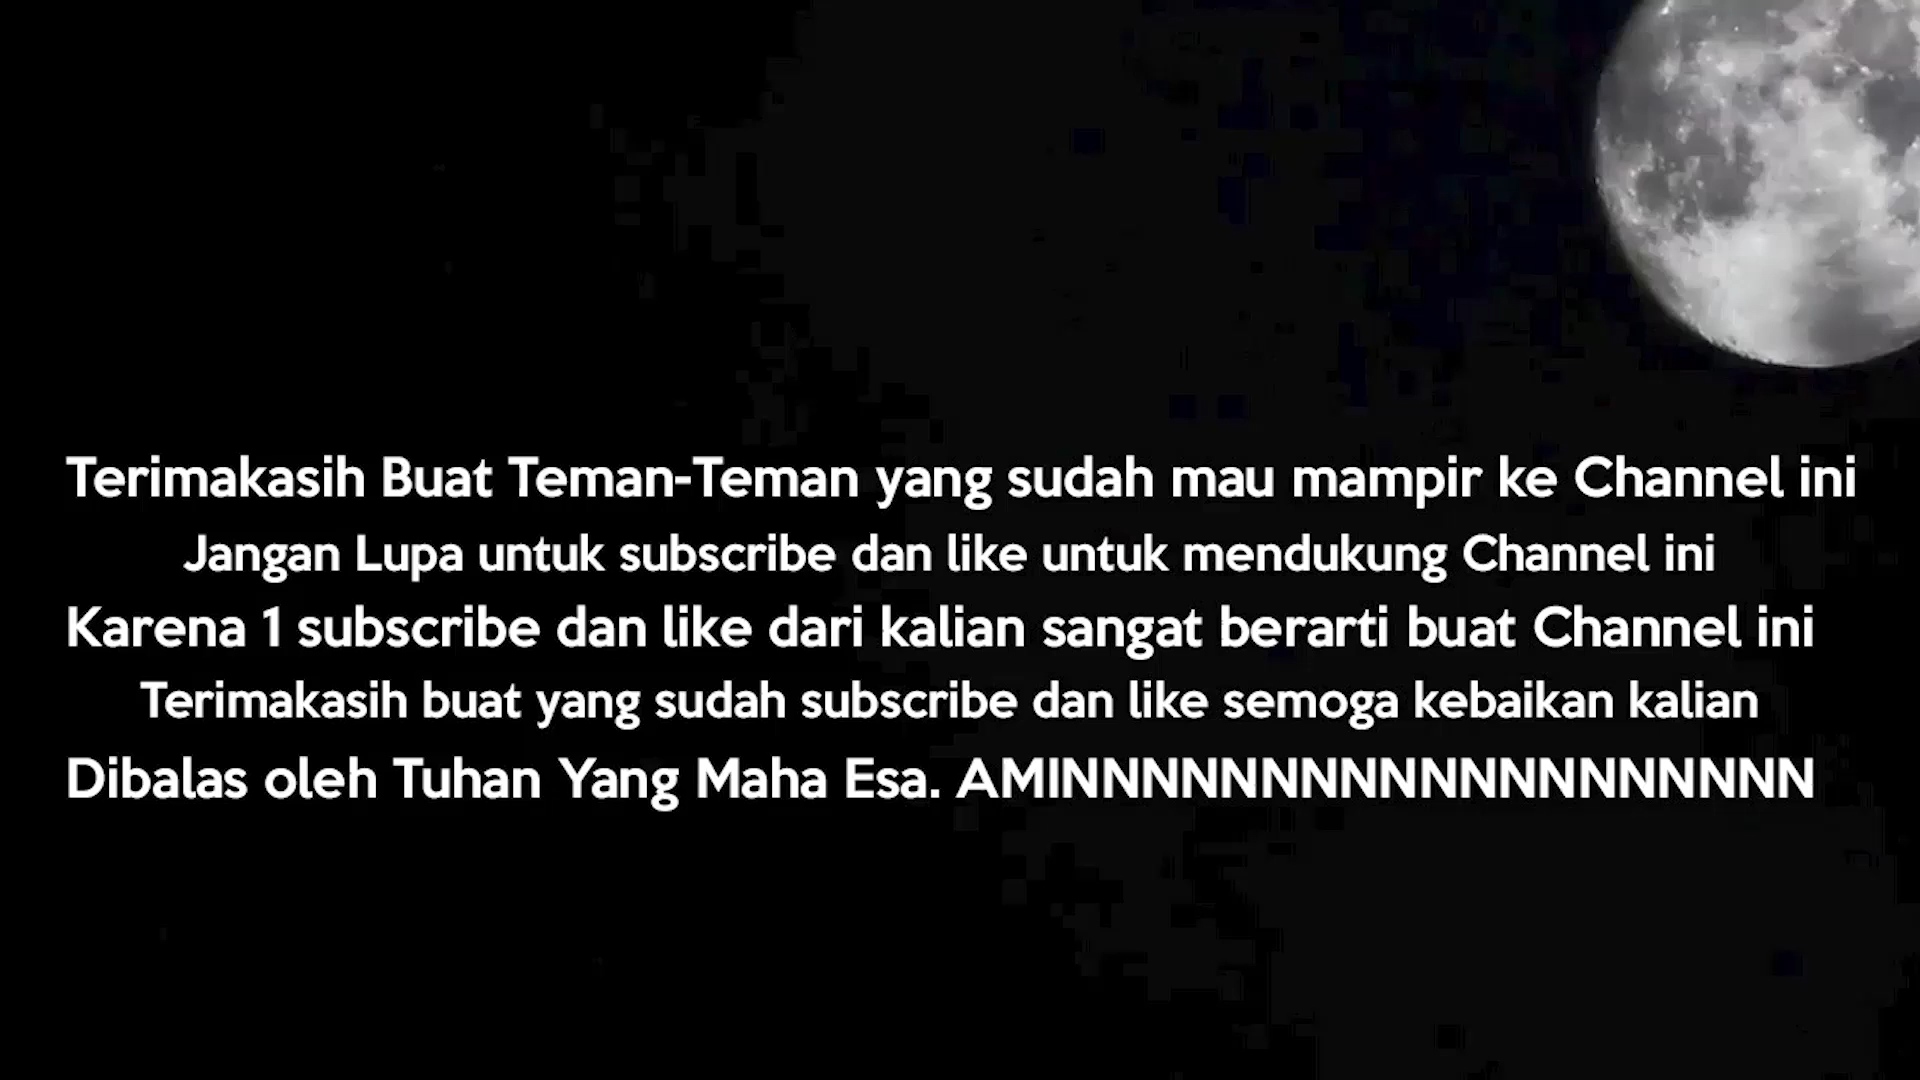 Terimakasih Buat Teman-Teman yang sudah mau mampir ke Channel ini
Jangan Lupa untuk subscribe dan like untuk mendukung Channel ini
Karena 1 subscribe dan like dari kalian sangat berarti buat Channel ini
Terimakasih buat yang sudah subscribe dan like semoga kebaikan kalian
Dibalas oleh Tuhan Yang Maha Esa. AMINNNNNNNNNNNNNNNNNNN